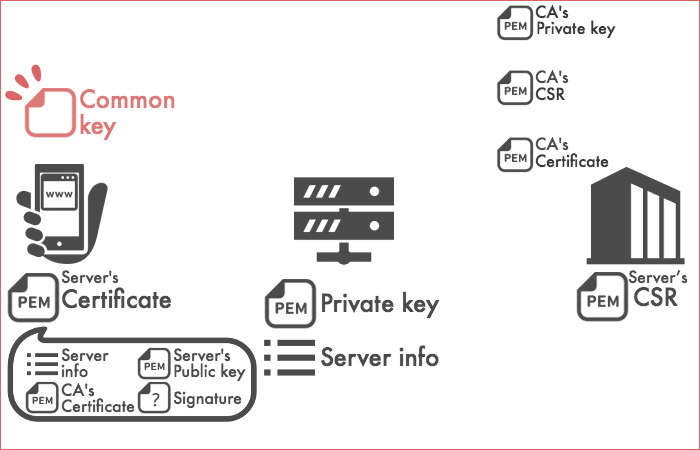 PEM
CA's
Private key
PEM
CA's
CSR
Common
key
PEM
CA's
Certificate
www
PEM
Server's
Certificate
PEM
Private key
PEM
Server's
CSR
Server
info
PEM
Server's
Public key
Server info
PEM
CA's
Certificate
?
Signature